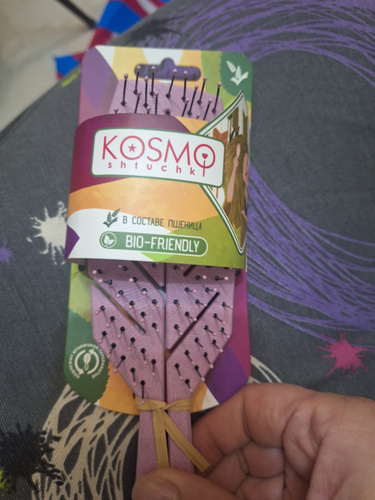 KOSMO
shtuchki
В СОСТАВЕ ПШЕНИЦА
BIO-FRIENDLY